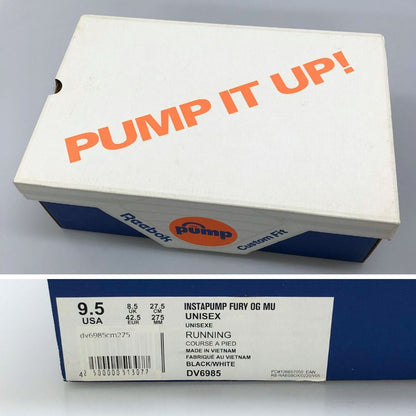 PUMP IT UP!
Reebok
pump
Custom Fit
9.5
USA
8.5
UK
27.5
CM
42.5
EUR
275
MM
dv6985cm275
INSTAPUMP FURY OG MU
UNISEX
UNISEXE
RUNNING
COURSE A PIED
MADE IN VIETNAM
FABRIQUÉ AU VIETNAM
BLACK/WHITE
DV6985